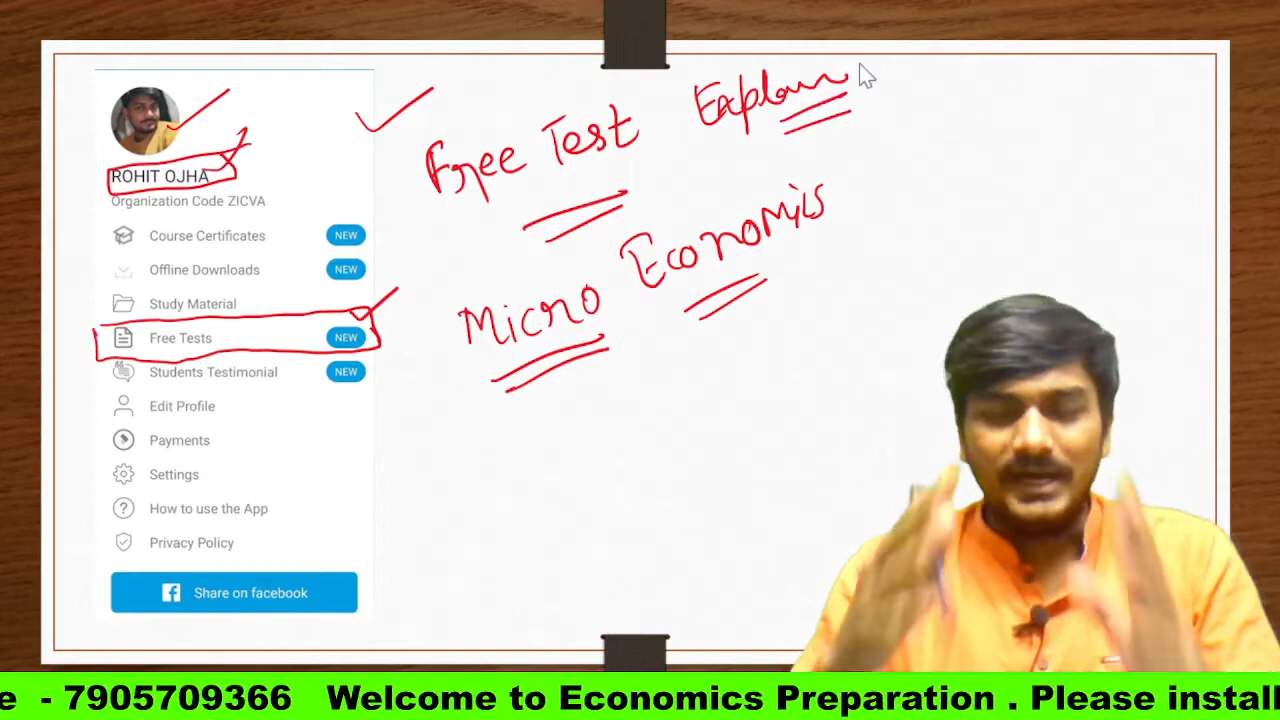 ROHIT OJHA
Organization Code ZICVA
Course Certificates NEW
Offline Downloads NEW
Study Material
Free Tests NEW
Students Testimonial NEW
Edit Profile
Payments
Settings
How to use the App
Privacy Policy
Share on facebook
Free Test
Micro Economics
e - 7905709366 Welcome to Economics Preparation . Please install